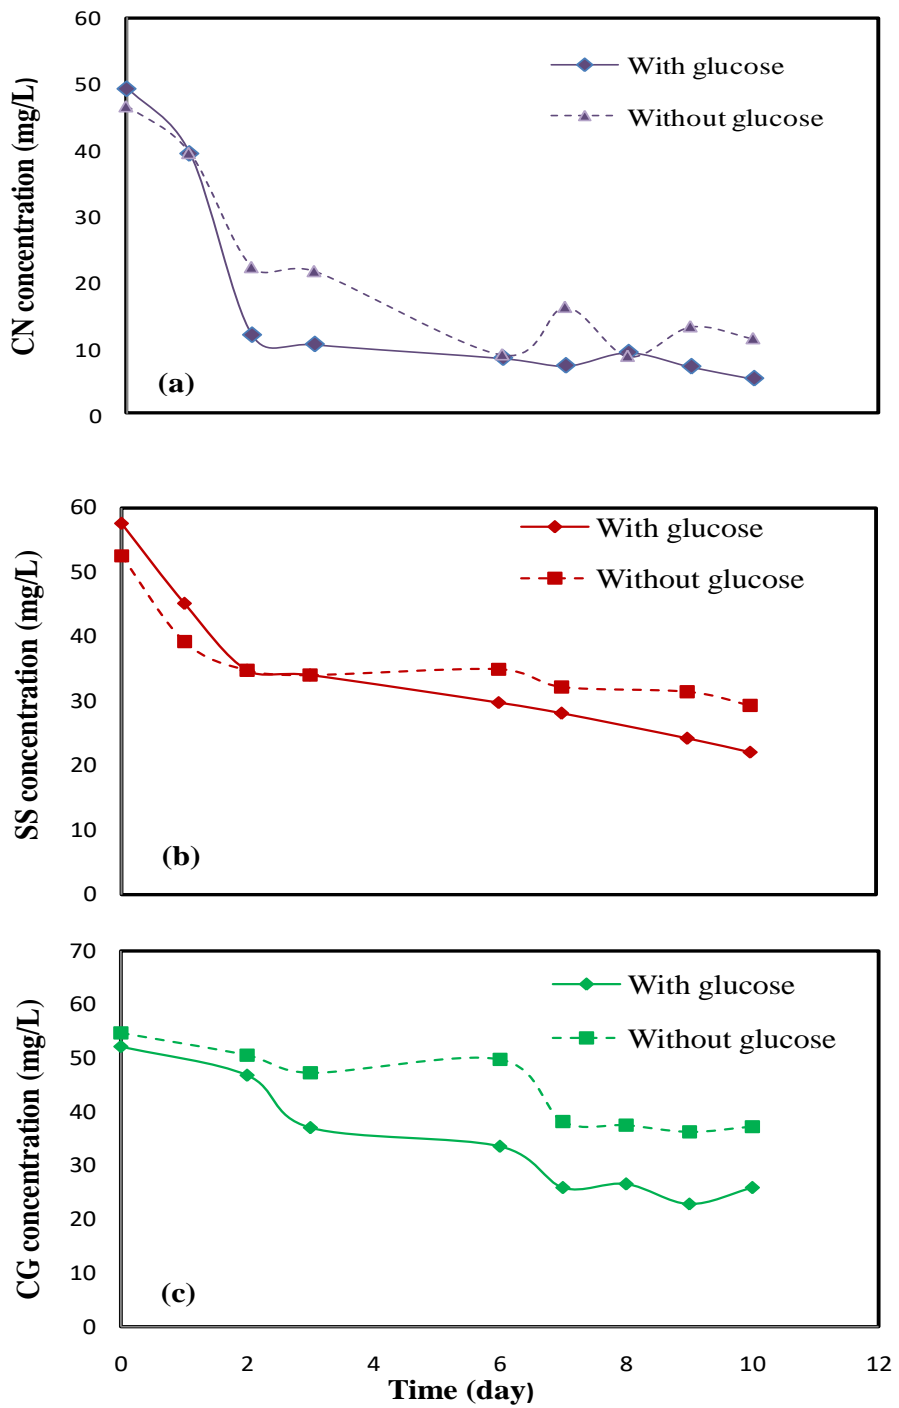 60
50
40
30
20
10
0
CN concentration (mg/L)
With glucose
Without glucose
(a)
60
50
40
30
20
10
0
SS concentration (mg/L)
With glucose
Without glucose
(b)
70
60
50
40
30
20
10
0
CG concentration (mg/L)
With glucose
Without glucose
(c)
0 2 4 6 8 10 12
Time (day)